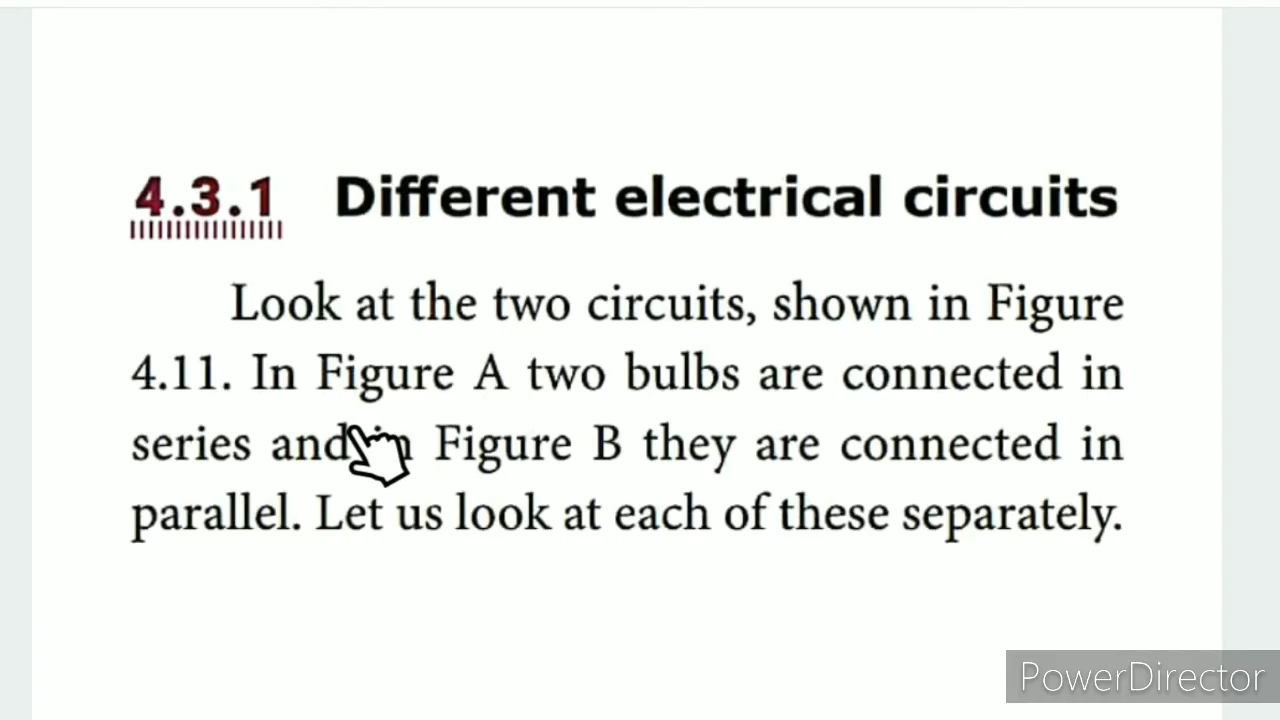 4.3.1 Different electrical circuits
Look at the two circuits, shown in Figure
4.11. In Figure A two bulbs are connected in
series and Figure B they are connected in
parallel. Let us look at each of these separately.
PowerDirector